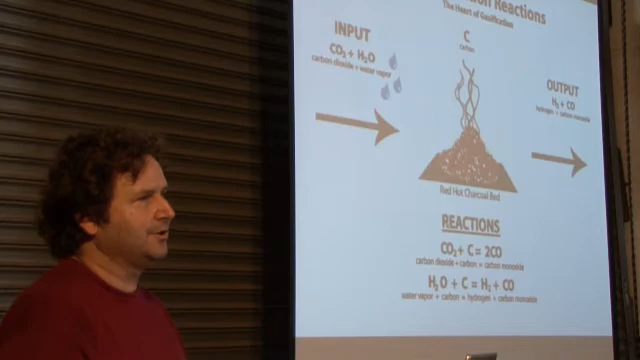 Reactions
The Heart of Gasification
INPUT
CO₂ + H₂O
carbon dioxide + water vapor
C
carbon
OUTPUT
H₂ + CO
hydrogen + carbon monoxide
Red Hot Charcoal Bed
REACTIONS
CO₂ + C = 2CO
carbon dioxide + carbon = carbon monoxide
H₂O + C = H₂ + CO
water vapor + carbon = hydrogen + carbon monoxide